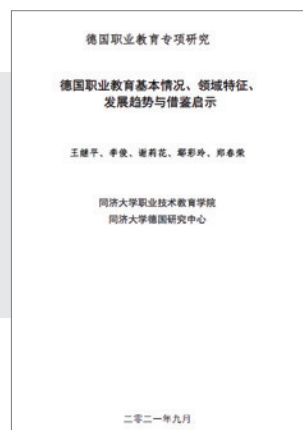 德国职业教育专项研究
德国职业教育基本情况、领域特征、
发展趋势与借鉴启示
王继平、李俊、谢莉花、鄢彩玲、郑春荣
同济大学职业技术教育学院
同济大学德国研究中心
二零二一年九月